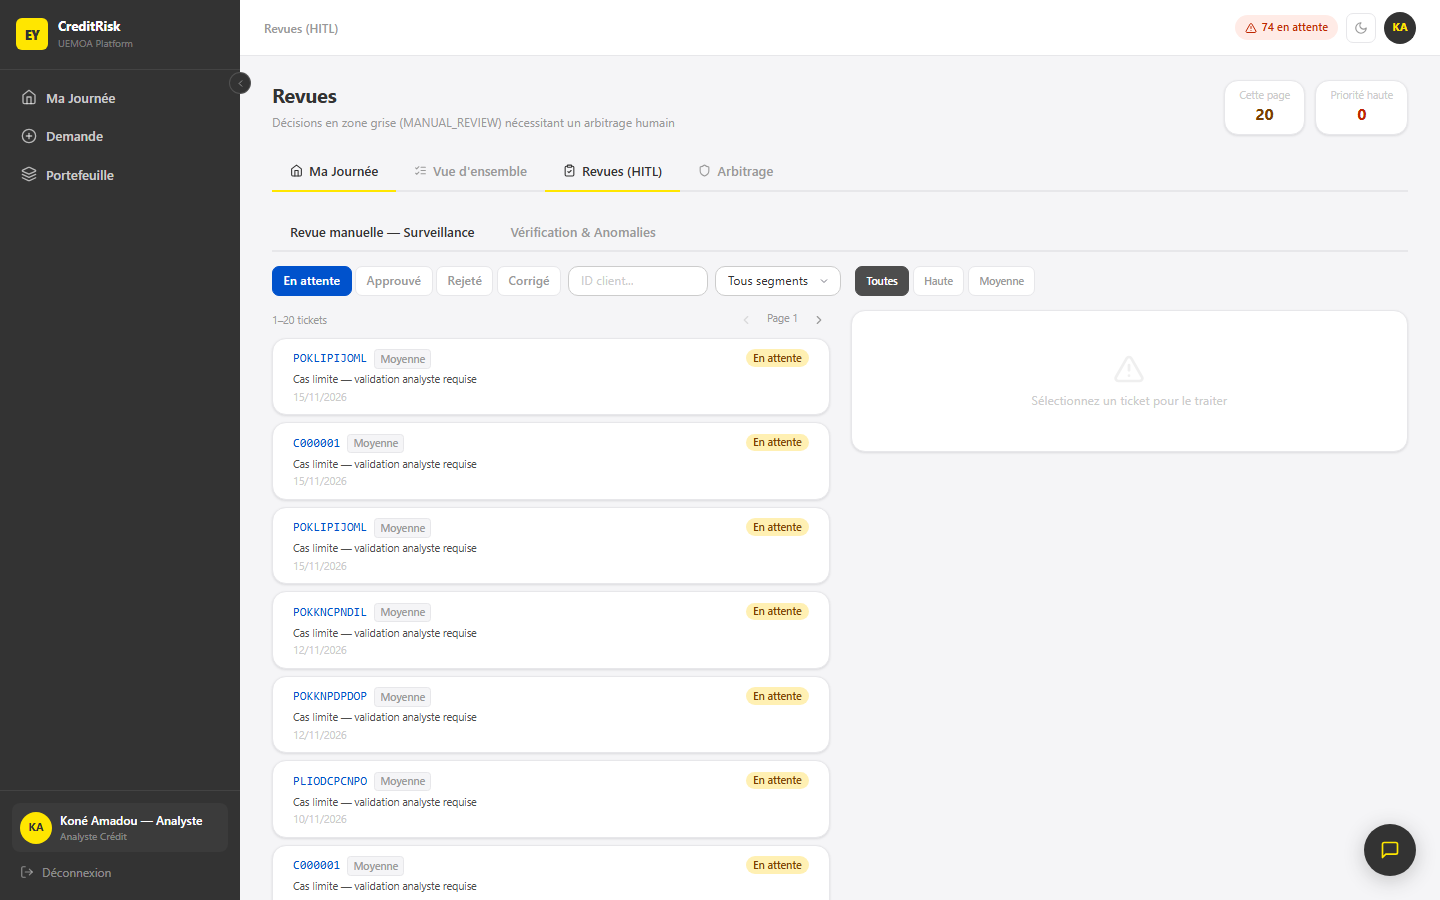 EY
CreditRisk
UEMOA Platform
Ma Journée
Demande
Portefeuille
KA
Koné Amadou — Analyste
Analyste Crédit
Déconnexion
Revues (HITL)
74 en attente
KA
Revues
Décisions en zone grise (MANUAL_REVIEW) nécessitant un arbitrage humain
Cette page
20
Priorité haute
0
Ma Journée
Vue d'ensemble
Revues (HITL)
Arbitrage
Revue manuelle — Surveillance
Vérification & Anomalies
En attente
Approuvé
Rejeté
Corrigé
ID client...
Tous segments
Toutes
Haute
Moyenne
1–20 tickets
Page 1
POKLIPIJOML Moyenne En attente
Cas limite — validation analyste requise
15/11/2026
C000001 Moyenne En attente
Cas limite — validation analyste requise
15/11/2026
POKLIPIJOML Moyenne En attente
Cas limite — validation analyste requise
15/11/2026
POKKNCPNDIL Moyenne En attente
Cas limite — validation analyste requise
12/11/2026
POKKNPDPDOP Moyenne En attente
Cas limite — validation analyste requise
12/11/2026
PLIODCPCNPO Moyenne En attente
Cas limite — validation analyste requise
10/11/2026
C000001 Moyenne En attente
Cas limite — validation analyste requise
Sélectionnez un ticket pour le traiter